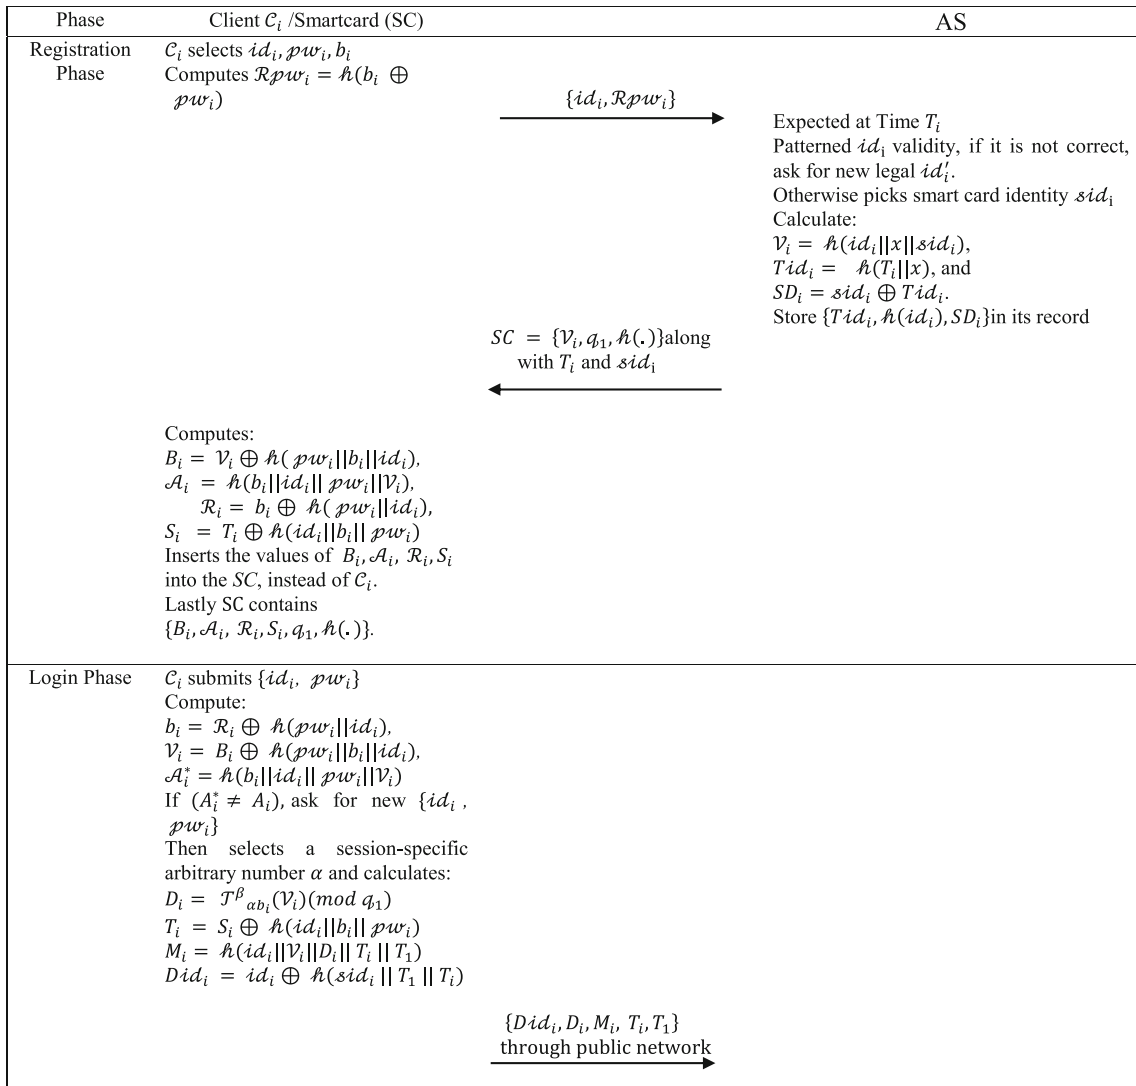 Phase Client 𝒞ᵢ /Smartcard (SC) AS
Registration
Phase
𝒞ᵢ selects idᵢ, pwᵢ, bᵢ
Computes ℛpwᵢ = ℎ(bᵢ ⊕
pwᵢ)
{idᵢ, ℛpwᵢ}
Expected at Time Tᵢ
Patterned idᵢ validity, if it is not correct,
ask for new legal id′ᵢ.
Otherwise picks smart card identity 𝓈idᵢ
Calculate:
𝒱ᵢ = ℎ(idᵢ||x||𝓈idᵢ),
Tidᵢ = ℎ(Tᵢ||x), and
SDᵢ = 𝓈idᵢ ⊕ Tidᵢ.
Store {Tidᵢ, ℎ(idᵢ), SDᵢ}in its record
SC = {𝒱ᵢ, q₁, ℎ(.)}along
with Tᵢ and 𝓈idᵢ
Computes:
Bᵢ = 𝒱ᵢ ⊕ ℎ( pwᵢ||bᵢ||idᵢ),
𝒜ᵢ = ℎ(bᵢ||idᵢ|| pwᵢ||𝒱ᵢ),
ℛᵢ = bᵢ ⊕ ℎ( pwᵢ||idᵢ),
Sᵢ = Tᵢ ⊕ ℎ(idᵢ||bᵢ|| pwᵢ)
Inserts the values of Bᵢ, 𝒜ᵢ, ℛᵢ, Sᵢ
into the SC, instead of 𝒞ᵢ.
Lastly SC contains
{Bᵢ, 𝒜ᵢ, ℛᵢ, Sᵢ, q₁, ℎ(.)}.
Login Phase
𝒞ᵢ submits {idᵢ, pwᵢ}
Compute:
bᵢ = ℛᵢ ⊕ ℎ(pwᵢ||idᵢ),
𝒱ᵢ = Bᵢ ⊕ ℎ(pwᵢ||bᵢ||idᵢ),
𝒜ᵢ* = ℎ(bᵢ||idᵢ|| pwᵢ||𝒱ᵢ)
If (Aᵢ* ≠ Aᵢ), ask for new {idᵢ ,
pwᵢ}
Then selects a session-specific
arbitrary number α and calculates:
Dᵢ = 𝒯^β_αbᵢ(𝒱ᵢ)(mod q₁)
Tᵢ = Sᵢ ⊕ ℎ(idᵢ||bᵢ|| pwᵢ)
Mᵢ = ℎ(idᵢ||𝒱ᵢ||Dᵢ|| Tᵢ || T₁)
Didᵢ = idᵢ ⊕ ℎ(𝓈idᵢ || T₁ || Tᵢ)
{Didᵢ, Dᵢ, Mᵢ, Tᵢ, T₁}
through public network